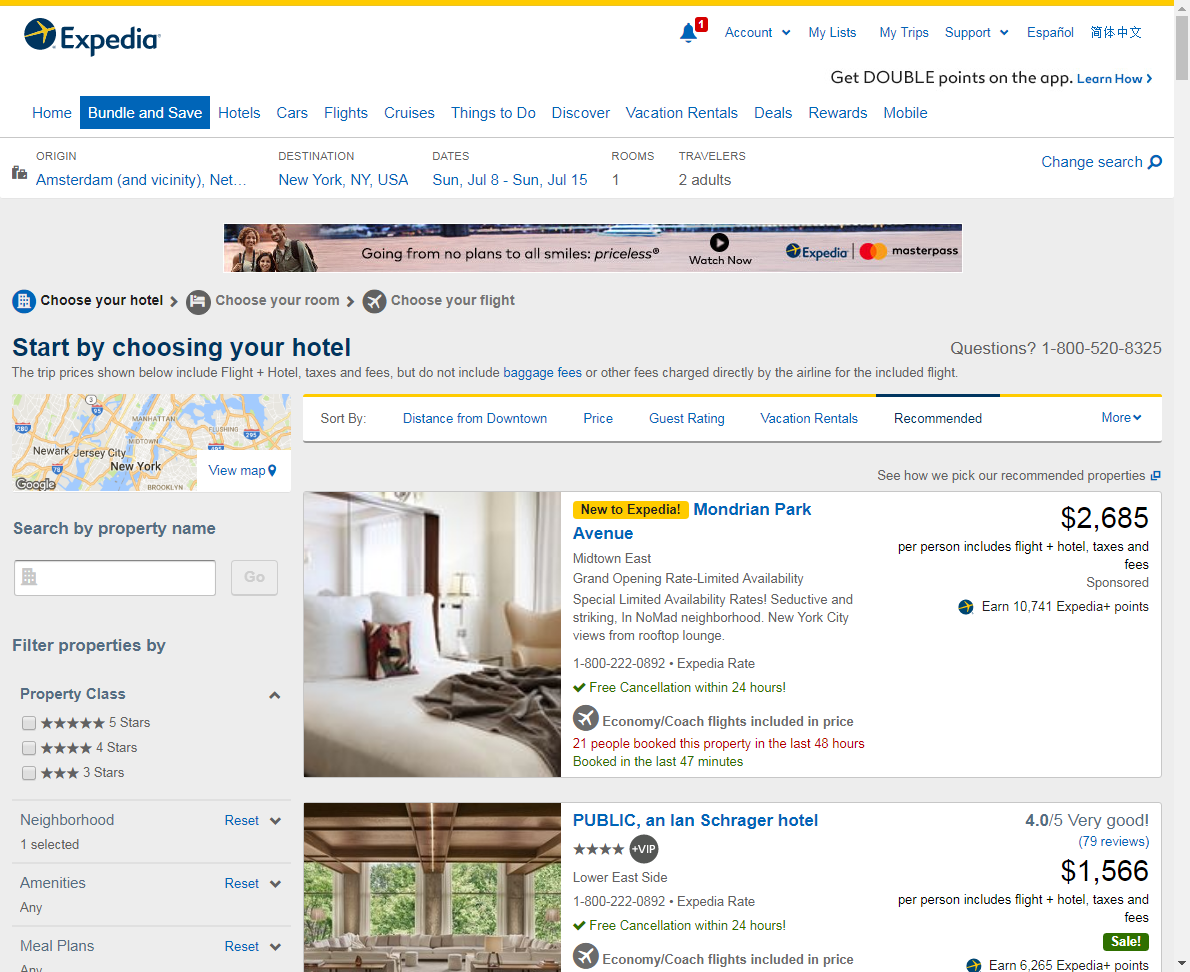 Expedia
1
Account
My Lists
My Trips
Support
Español
简体中文
Get DOUBLE points on the app. Learn How
Home
Bundle and Save
Hotels
Cars
Flights
Cruises
Things to Do
Discover
Vacation Rentals
Deals
Rewards
Mobile
ORIGIN
Amsterdam (and vicinity), Net...
DESTINATION
New York, NY, USA
DATES
Sun, Jul 8 - Sun, Jul 15
ROOMS
1
TRAVELERS
2 adults
Change search
Going from no plans to all smiles: priceless®
Watch Now
Expedia
masterpass
Choose your hotel
Choose your room
Choose your flight
Start by choosing your hotel
Questions? 1-800-520-8325
The trip prices shown below include Flight + Hotel, taxes and fees, but do not include baggage fees or other fees charged directly by the airline for the included flight.
3
95
MANHATTAN
280
FLUSHING
MIDTOWN
295
495
Newark
Jersey City
New York
78
Google
BROOKLYN
View map
Sort By:
Distance from Downtown
Price
Guest Rating
Vacation Rentals
Recommended
More
See how we pick our recommended properties
Search by property name
Go
Filter properties by
Property Class
5 Stars
4 Stars
3 Stars
Neighborhood
Reset
1 selected
Amenities
Reset
Any
Meal Plans
Reset
Any
New to Expedia! Mondrian Park
Avenue
Midtown East
Grand Opening Rate-Limited Availability
Special Limited Availability Rates! Seductive and
striking, In NoMad neighborhood. New York City
views from rooftop lounge.
1-800-222-0892 • Expedia Rate
Free Cancellation within 24 hours!
Economy/Coach flights included in price
21 people booked this property in the last 48 hours
Booked in the last 47 minutes
$2,685
per person includes flight + hotel, taxes and
fees
Sponsored
Earn 10,741 Expedia+ points
PUBLIC, an Ian Schrager hotel
+VIP
Lower East Side
1-800-222-0892 • Expedia Rate
Free Cancellation within 24 hours!
Economy/Coach flights included in price
4.0/5 Very good!
(79 reviews)
$1,566
per person includes flight + hotel, taxes and
fees
Sale!
Earn 6,265 Expedia+ points